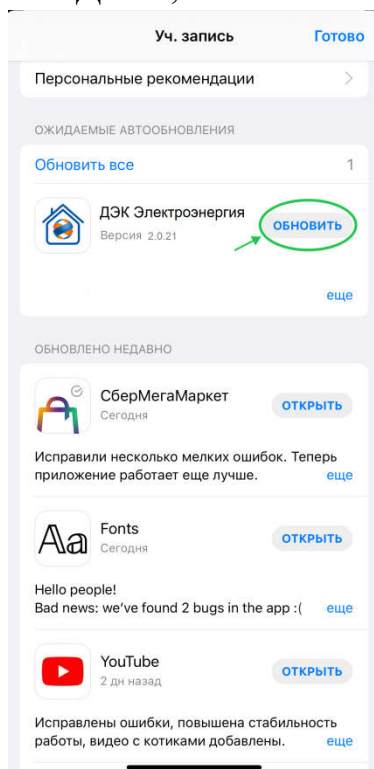 Уч. запись
Готово
Персональные рекомендации
ОЖИДАЕМЫЕ АВТООБНОВЛЕНИЯ
Обновить все 1
ДЭК Электроэнергия
ОБНОВИТЬ
Версия 2.0.21
еще
ОБНОВЛЕНО НЕДАВНО
СберМегаМаркет
Сегодня
ОТКРЫТЬ
Исправили несколько мелких ошибок. Теперь
приложение работает еще лучше. еще
Aa
Fonts
Сегодня
ОТКРЫТЬ
Hello people!
Bad news: we've found 2 bugs in the app :( еще
YouTube
2 дн назад
ОТКРЫТЬ
Исправлены ошибки, повышена стабильность
работы, видео с котиками добавлены. еще